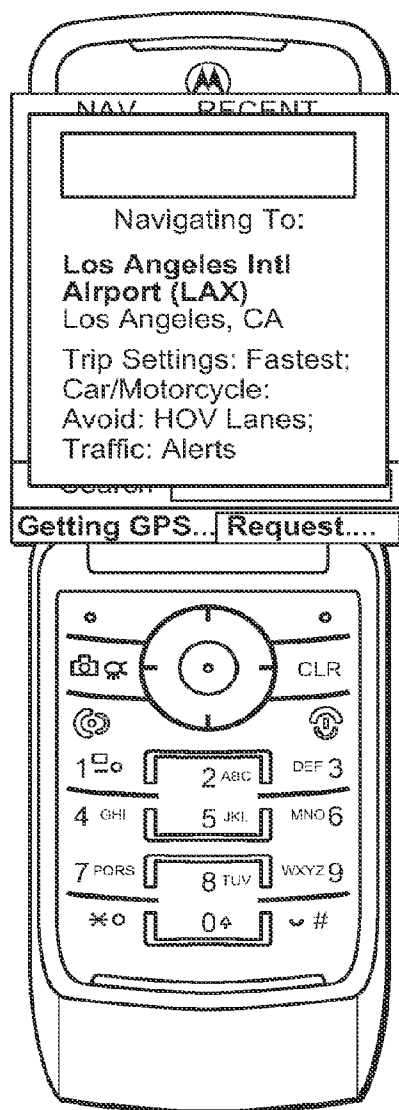 NAV RECENT
Navigating To:
Los Angeles Intl
Airport (LAX)
Los Angeles, CA
Trip Settings: Fastest;
Car/Motorcycle:
Avoid: HOV Lanes;
Traffic: Alerts
Search
Getting GPS... Request....
CLR
1 2 ABC DEF 3
4 GHI 5 JKL MNO 6
7 PQRS 8 TUV WXYZ 9
* 0 #